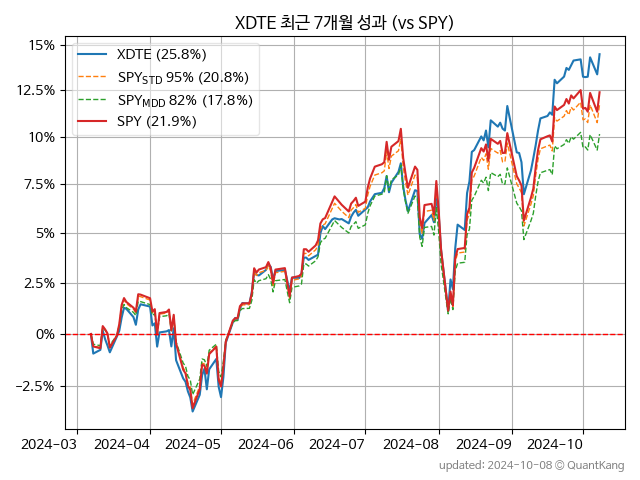 XDTE 최근 7개월 성과 (vs SPY)
XDTE (25.8%)
SPY_STD 95% (20.8%)
SPY_MDD 82% (17.8%)
SPY (21.9%)
15%
12.5%
10%
7.5%
5%
2.5%
0%
−2.5%
2024-03 2024-04 2024-05 2024-06 2024-07 2024-08 2024-09 2024-10
updated: 2024-10-08 © QuantKang